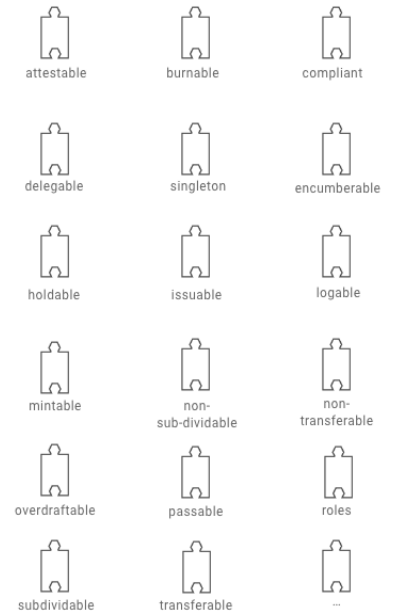 attestable
burnable
compliant
delegable
singleton
encumberable
holdable
issuable
logable
mintable
non-
sub-dividable
non-
transferable
overdraftable
passable
roles
subdividable
transferable
...